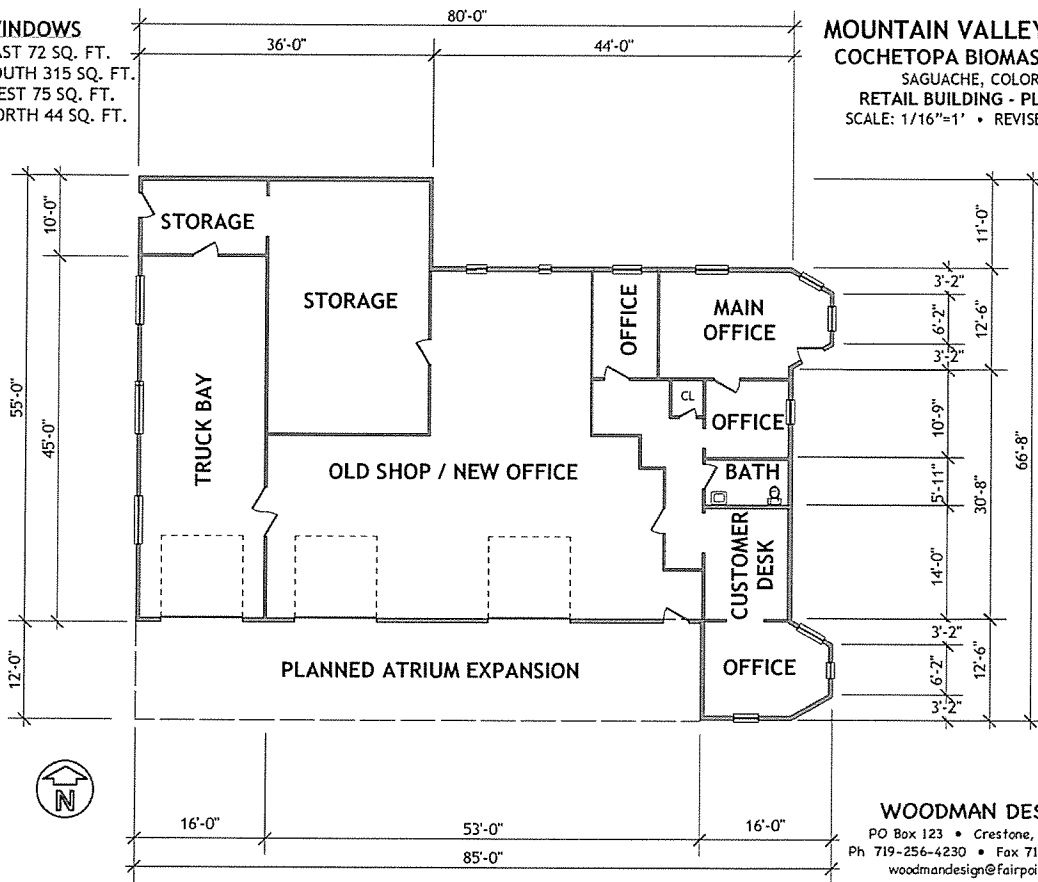 WINDOWS
AST 72 SQ. FT.
OUTH 315 SQ. FT.
EST 75 SQ. FT.
ORTH 44 SQ. FT.
80'-0"
36'-0"
44'-0"
MOUNTAIN VALLEY
COCHETOPA BIOMAS
SAGUACHE, COLOR
RETAIL BUILDING - PL
SCALE: 1/16"=1' • REVISE
10'-0"
55'-0"
45'-0"
12'-0"
STORAGE
STORAGE
TRUCK BAY
OFFICE
MAIN
OFFICE
CL
OFFICE
OLD SHOP / NEW OFFICE
BATH
CUSTOMER
DESK
PLANNED ATRIUM EXPANSION
OFFICE
11'-0"
3'-2"
6'-2"
12'-6"
3'-2"
10'-9"
5'-11"
30'-8"
66'-8"
14'-0"
3'-2"
6'-2"
12'-6"
3'-2"
N
16'-0"
53'-0"
16'-0"
85'-0"
WOODMAN DES
PO Box 123 • Crestone,
Ph 719-256-4230 • Fax 71
woodmandesign@fairpoi